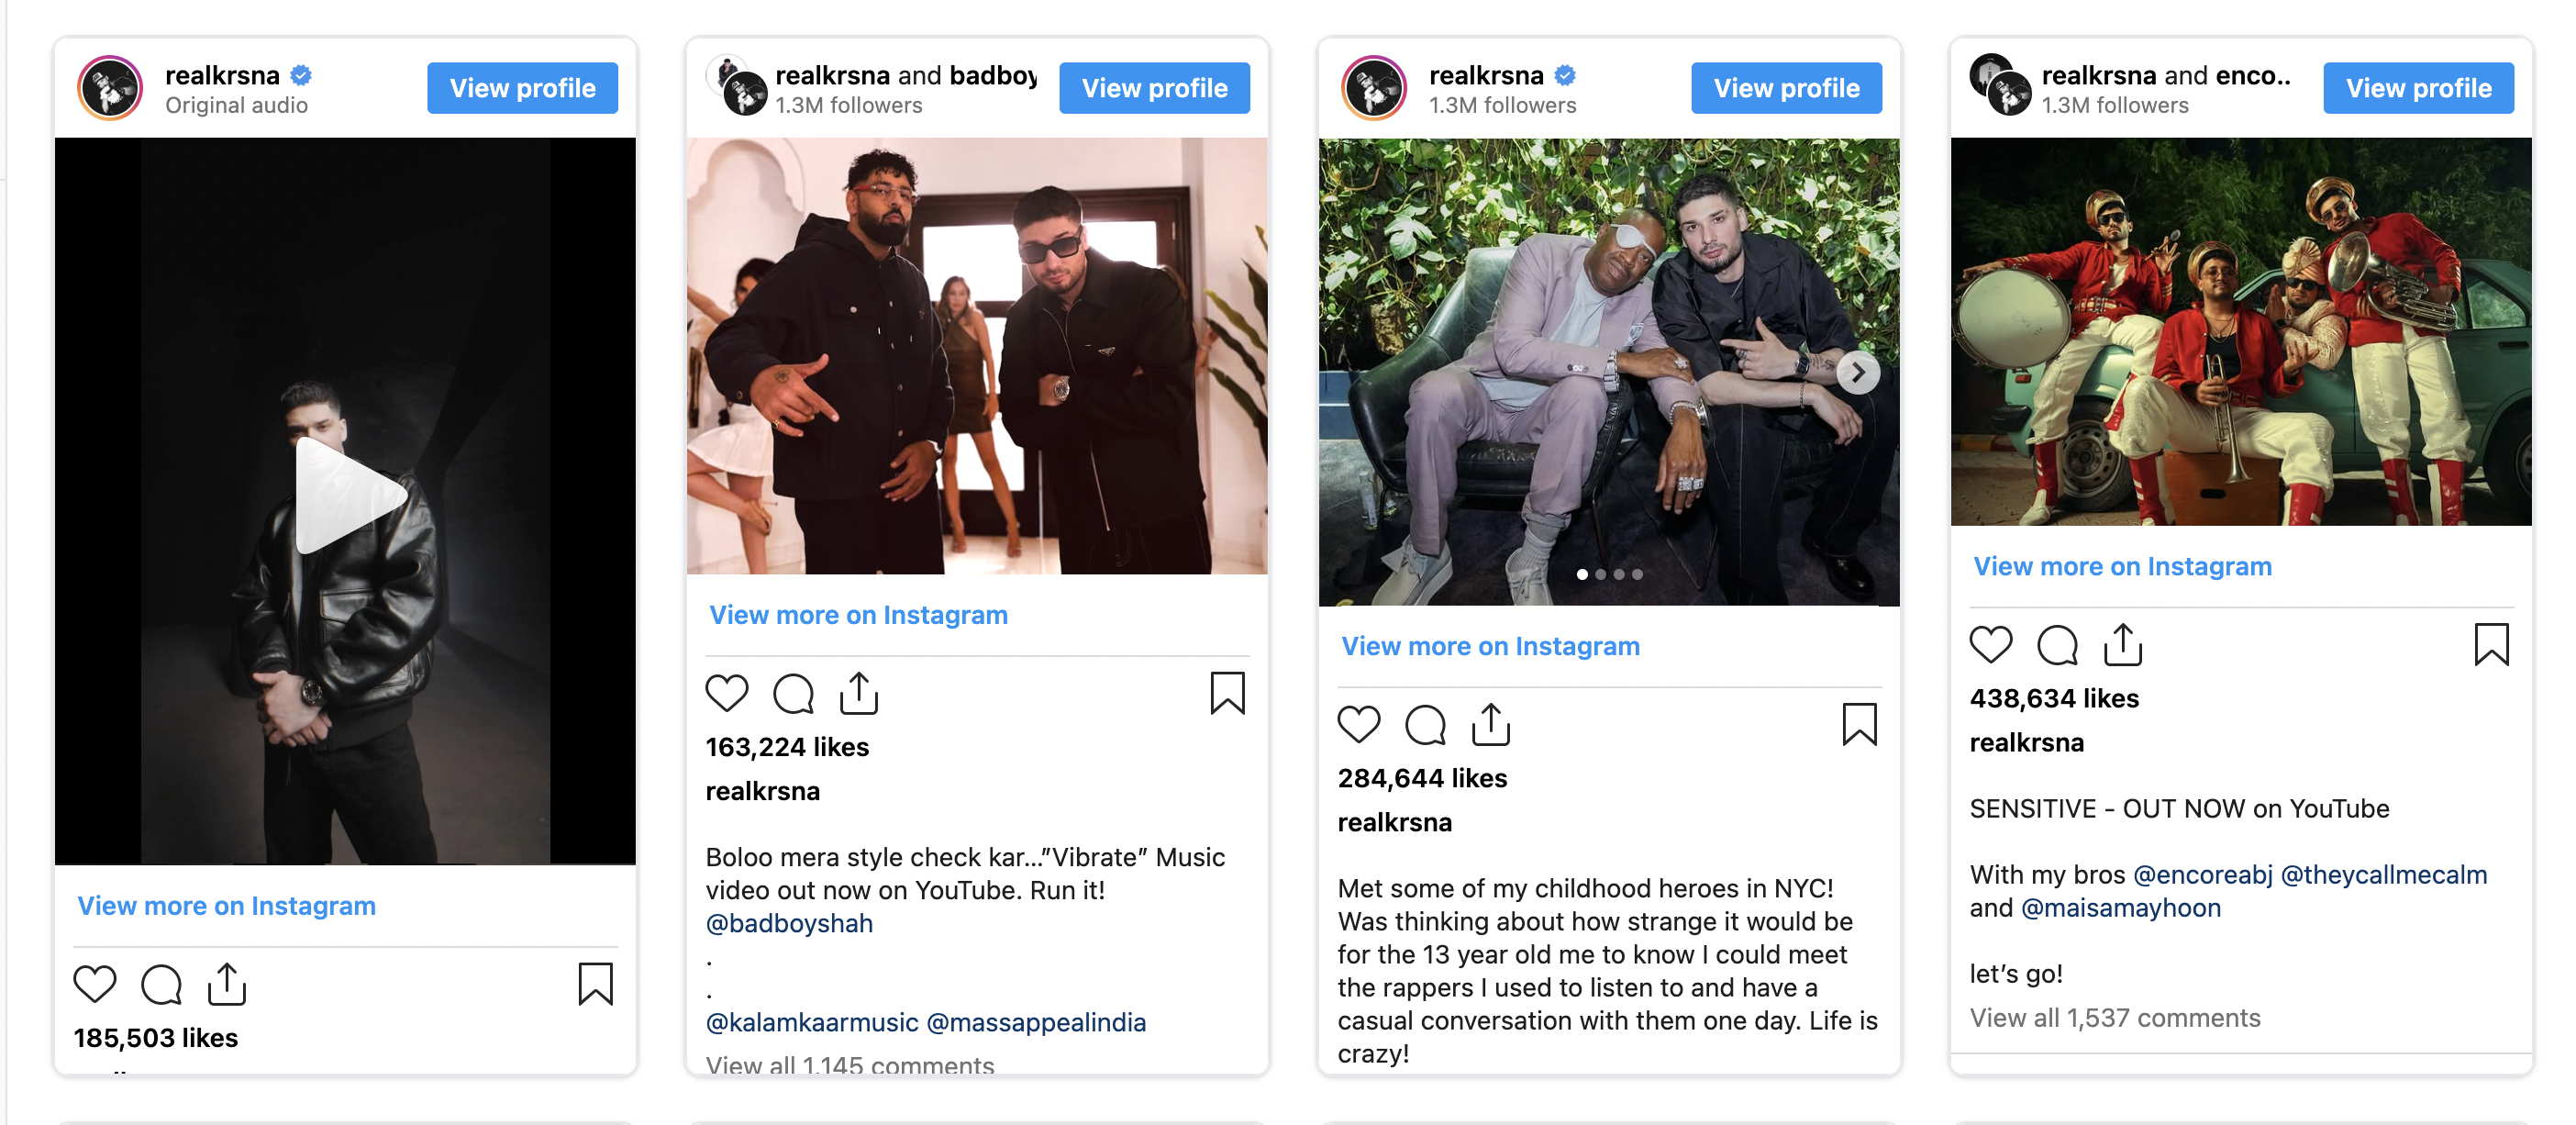 realkrsna
Original audio
View profile
View more on Instagram
185,503 likes
realkrsna and badboy
1.3M followers
View profile
View more on Instagram
163,224 likes
realkrsna
Boloo mera style check kar...”Vibrate” Music
video out now on YouTube. Run it!
@badboyshah
.
.
@kalamkaarmusic @massappealindia
View all 1,145 comments
realkrsna
1.3M followers
View profile
View more on Instagram
284,644 likes
realkrsna
Met some of my childhood heroes in NYC!
Was thinking about how strange it would be
for the 13 year old me to know I could meet
the rappers I used to listen to and have a
casual conversation with them one day. Life is
crazy!
realkrsna and enco..
1.3M followers
View profile
View more on Instagram
438,634 likes
realkrsna
SENSITIVE - OUT NOW on YouTube
With my bros @encoreabj @theycallmecalm
and @maisamayhoon
let’s go!
View all 1,537 comments